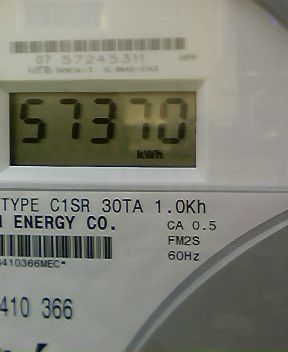 07 57245311
57370
kWh
TYPE C1SR 30TA 1.0Kh
ENERGY CO.
CA 0.5
FM2S
60Hz
410366MEC*
410 366